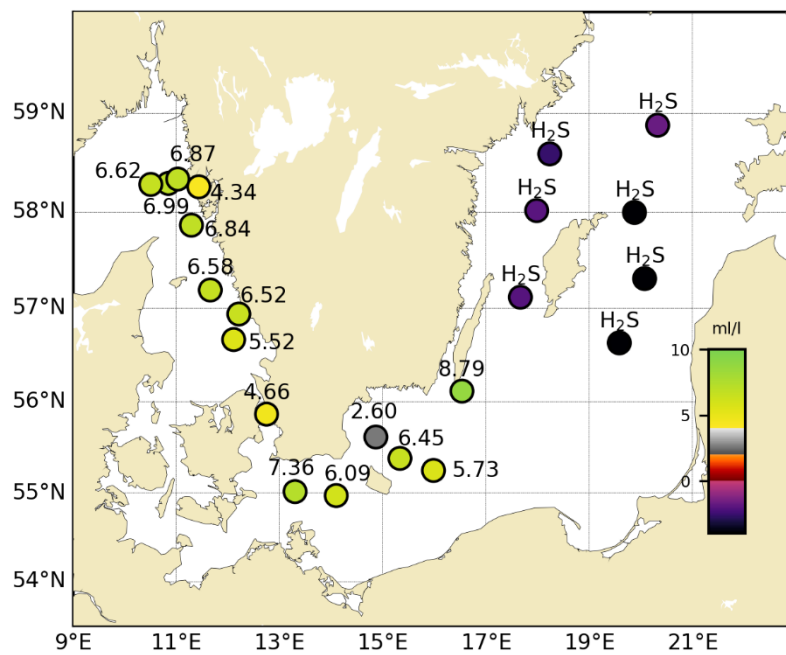 59°N
58°N
57°N
56°N
55°N
54°N
9°E
11°E
13°E
15°E
17°E
19°E
21°E
H₂S
H₂S
6.87
6.62
4.34
6.99
6.84
H₂S
H₂S
6.58
H₂S
6.52
H₂S
5.52
H₂S
ml/l
10
5
0
8.79
4.66
2.60
6.45
5.73
7.36
6.09